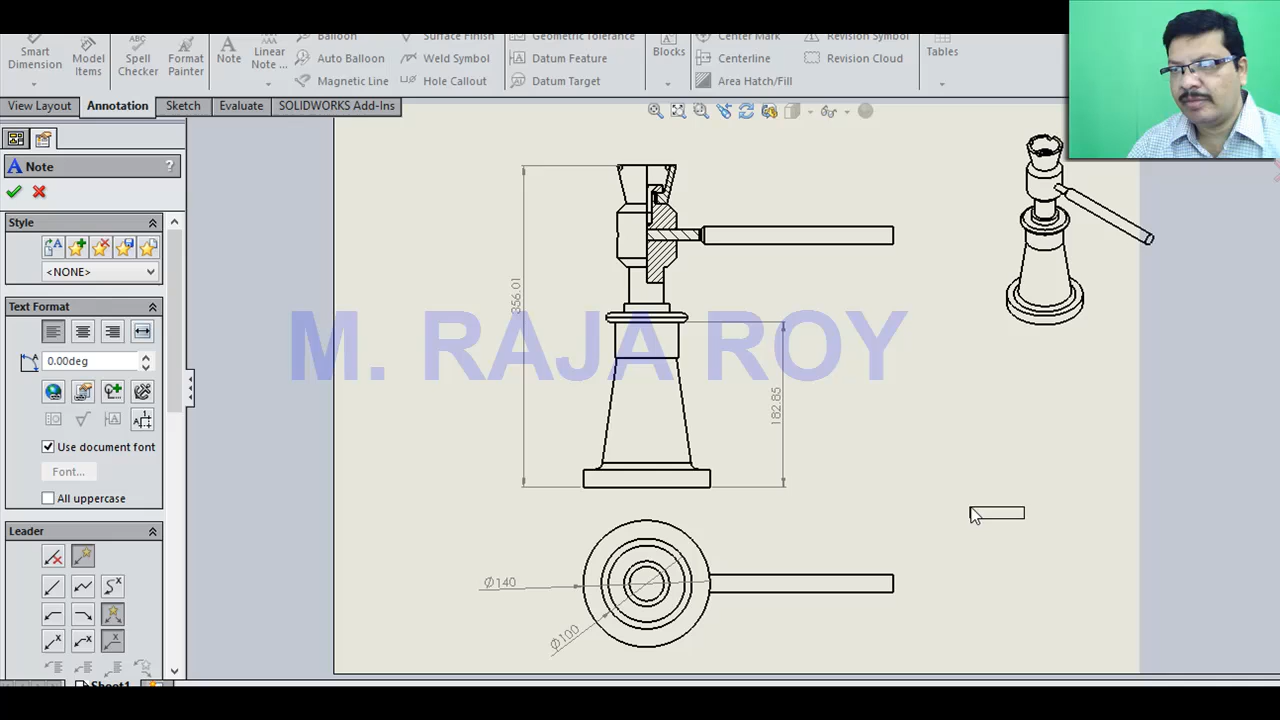 Smart
Dimension
Model
Items
ABC
Spell
Checker
Format
Painter
A
Note
Linear
Note ...
Balloon
Auto Balloon
Magnetic Line
Surface Finish
Weld Symbol
Hole Callout
Geometric Tolerance
Datum Feature
Datum Target
Blocks
Center Mark
Centerline
Area Hatch/Fill
Revision Symbol
Revision Cloud
Tables
View Layout
Annotation
Sketch
Evaluate
SOLIDWORKS Add-Ins
A Note
?
Style
<NONE>
Text Format
0.00deg
Use document font
Font...
All uppercase
Leader
Sheet1
356.01
182.85
Ø140
Ø100
M. RAJA ROY